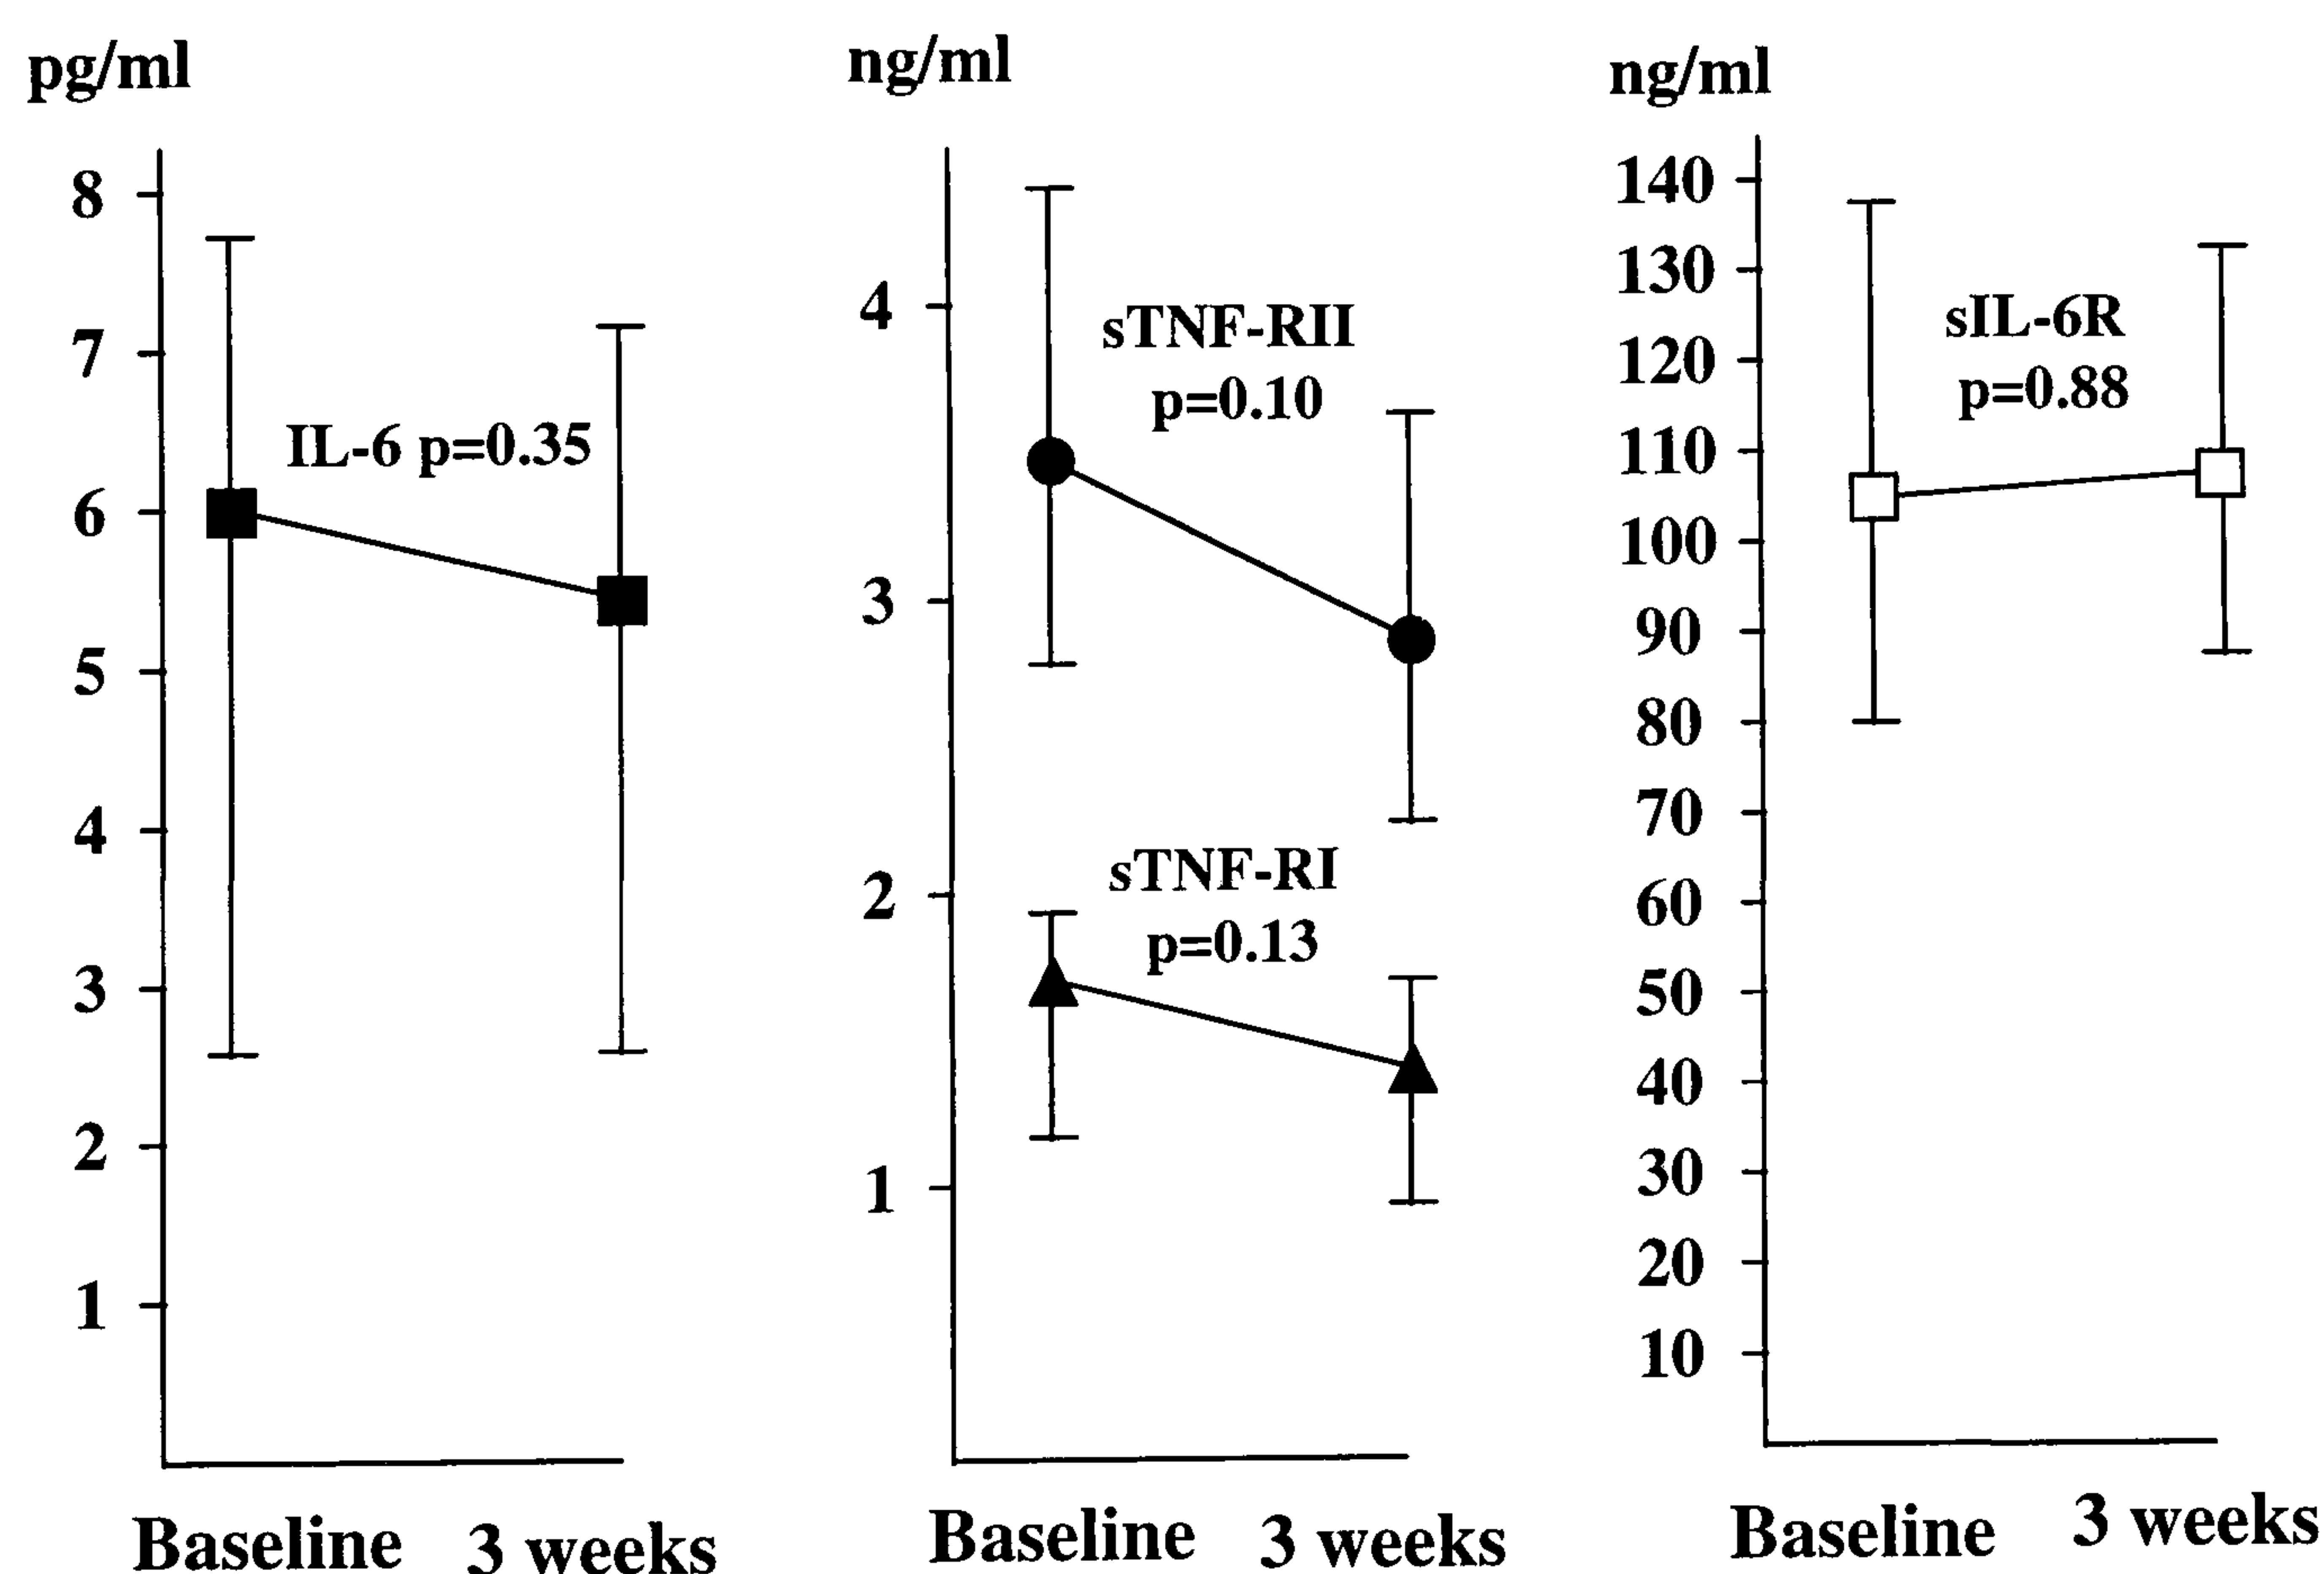 pg/ml
8
7
6
5
4
3
2
1
IL-6 p=0.35
Baseline 3 weeks
ng/ml
4
3
2
1
sTNF-RII
p=0.10
sTNF-RI
p=0.13
Baseline 3 weeks
ng/ml
140
130
120
110
100
90
80
70
60
50
40
30
20
10
sIL-6R
p=0.88
Baseline 3 weeks